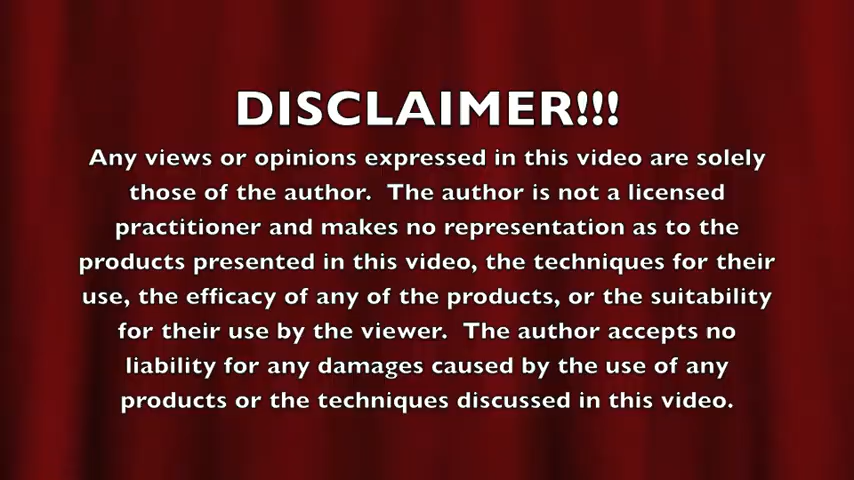 DISCLAIMER!!!
Any views or opinions expressed in this video are solely
those of the author.  The author is not a licensed
practitioner and makes no representation as to the
products presented in this video, the techniques for their
use, the efficacy of any of the products, or the suitability
for their use by the viewer.  The author accepts no
liability for any damages caused by the use of any
products or the techniques discussed in this video.